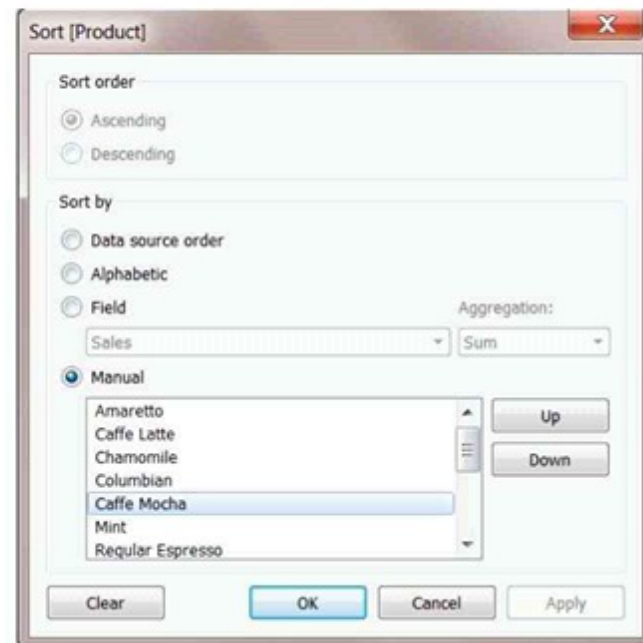 Sort [Product]
Sort order
Ascending
Descending
Sort by
Data source order
Alphabetic
Field
Aggregation:
Sales
Sum
Manual
Amaretto
Caffe Latte
Chamomile
Columbian
Caffe Mocha
Mint
Regular Espresso
Up
Down
Clear
OK
Cancel
Apply